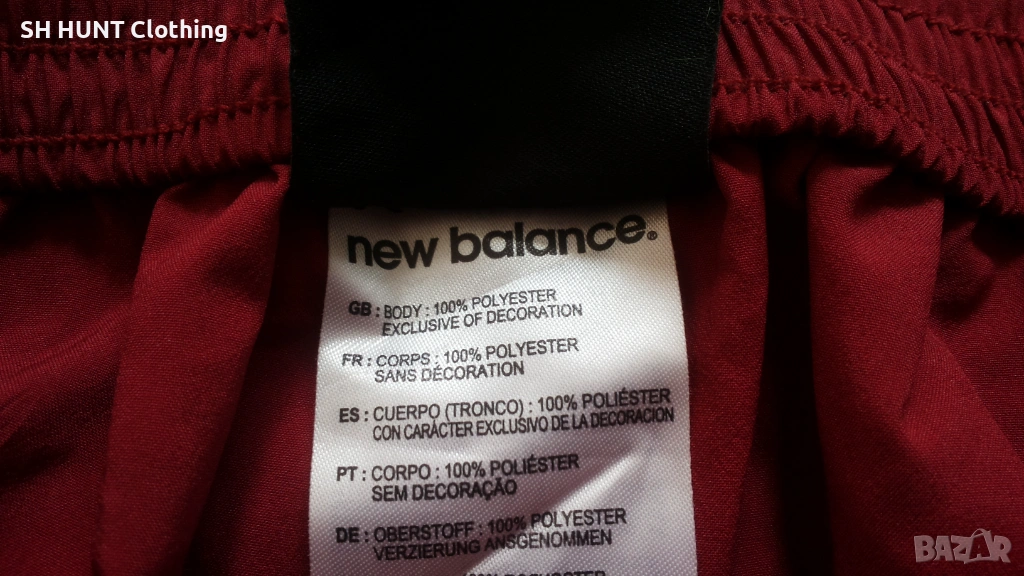 SH HUNT Clothing
new balance®
GB : BODY : 100% POLYESTER
EXCLUSIVE OF DECORATION
FR : CORPS : 100% POLYESTER
SANS DÉCORATION
ES : CUERPO (TRONCO) : 100% POLIÉSTER
CON CARÁCTER EXCLUSIVO DE LA DECORACION
PT : CORPO : 100% POLIÉSTER
SEM DECORAÇÃO
DE : OBERSTOFF : 100% POLYESTER
VERZIERUNG AUSGENOMMEN
BAZAR